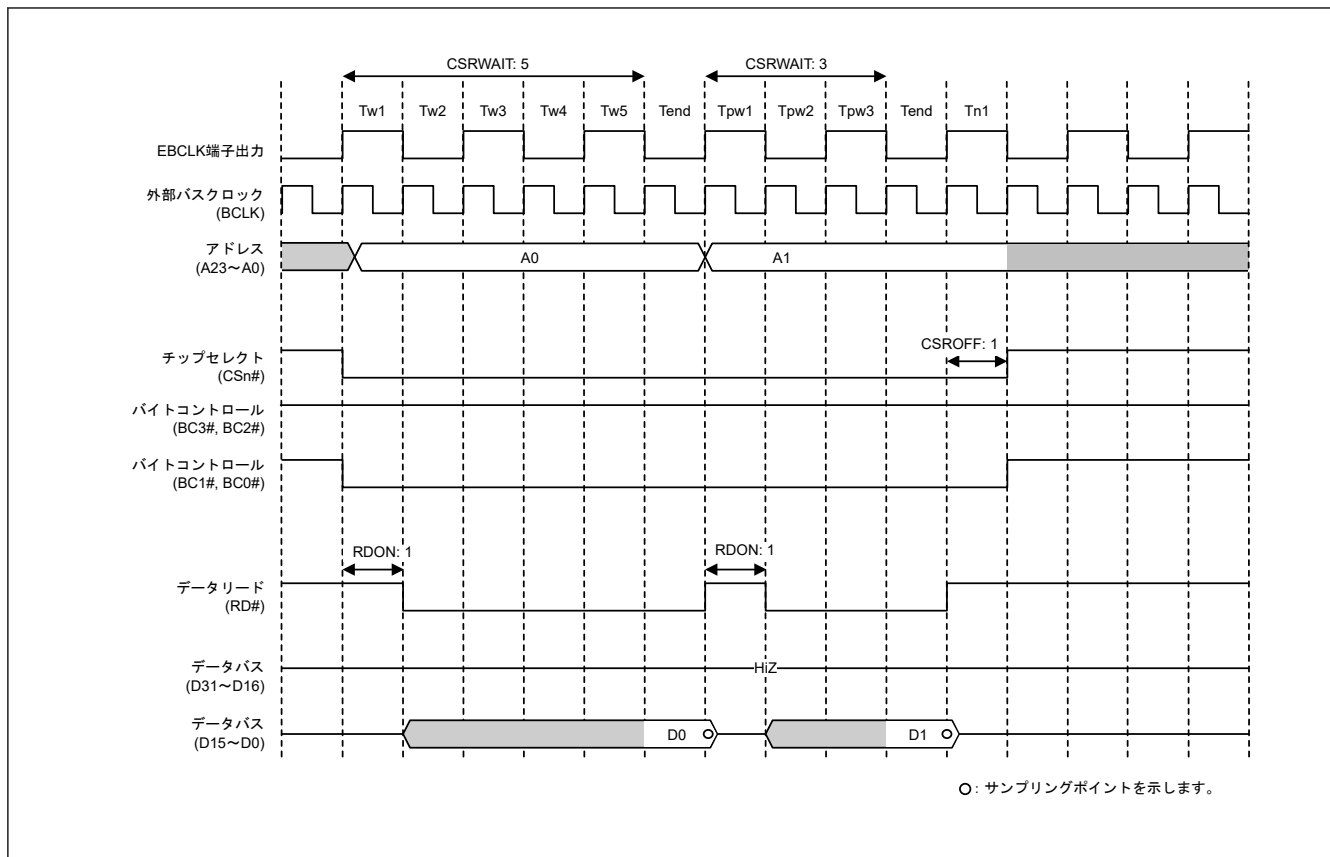 CSRWAIT: 5
CSRWAIT: 3
Tw1 Tw2 Tw3 Tw4 Tw5 Tend Tpw1 Tpw2 Tpw3 Tend Tn1
EBCLK端子出力
外部バスクロック
(BCLK)
アドレス
(A23～A0)
A0
A1
CSROFF: 1
チップセレクト
(CSn#)
バイトコントロール
(BC3#, BC2#)
バイトコントロール
(BC1#, BC0#)
RDON: 1
RDON: 1
データリード
(RD#)
データバス
(D31～D16)
HiZ
データバス
(D15～D0)
D0
D1
: サンプリングポイントを示します。